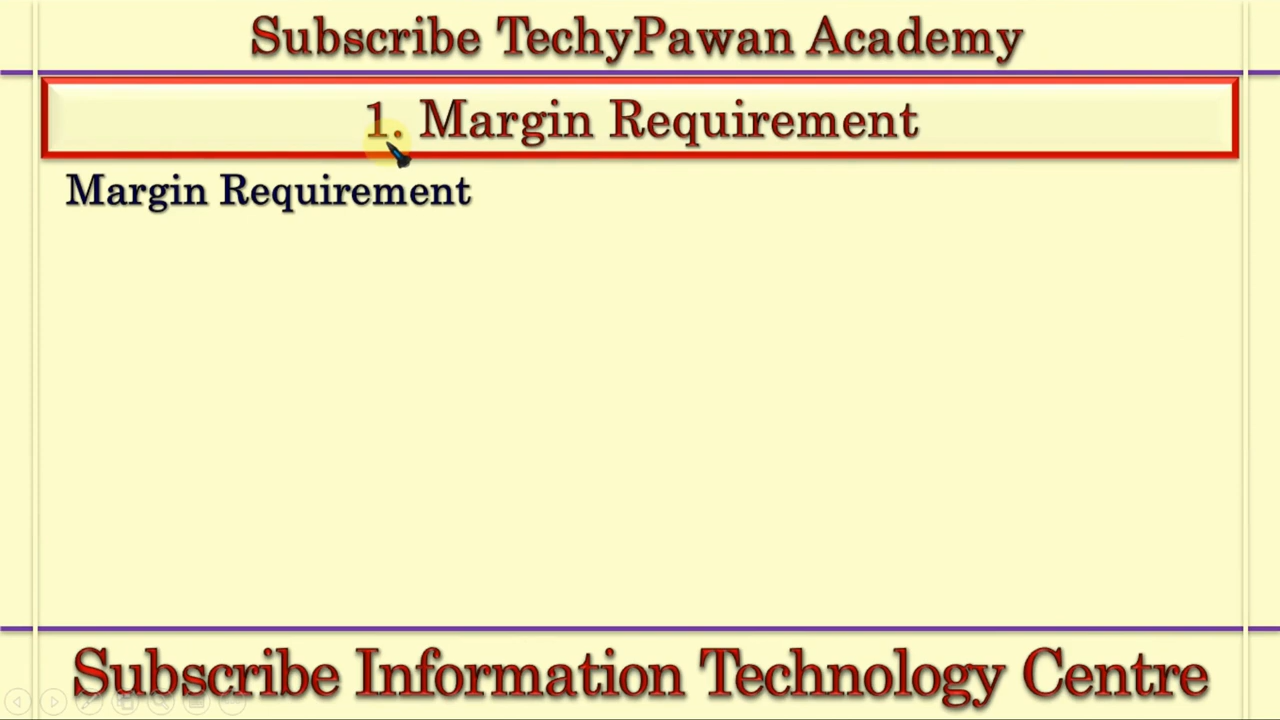 Subscribe TechyPawan Academy
1. Margin Requirement
Margin Requirement
Subscribe Information Technology Centre